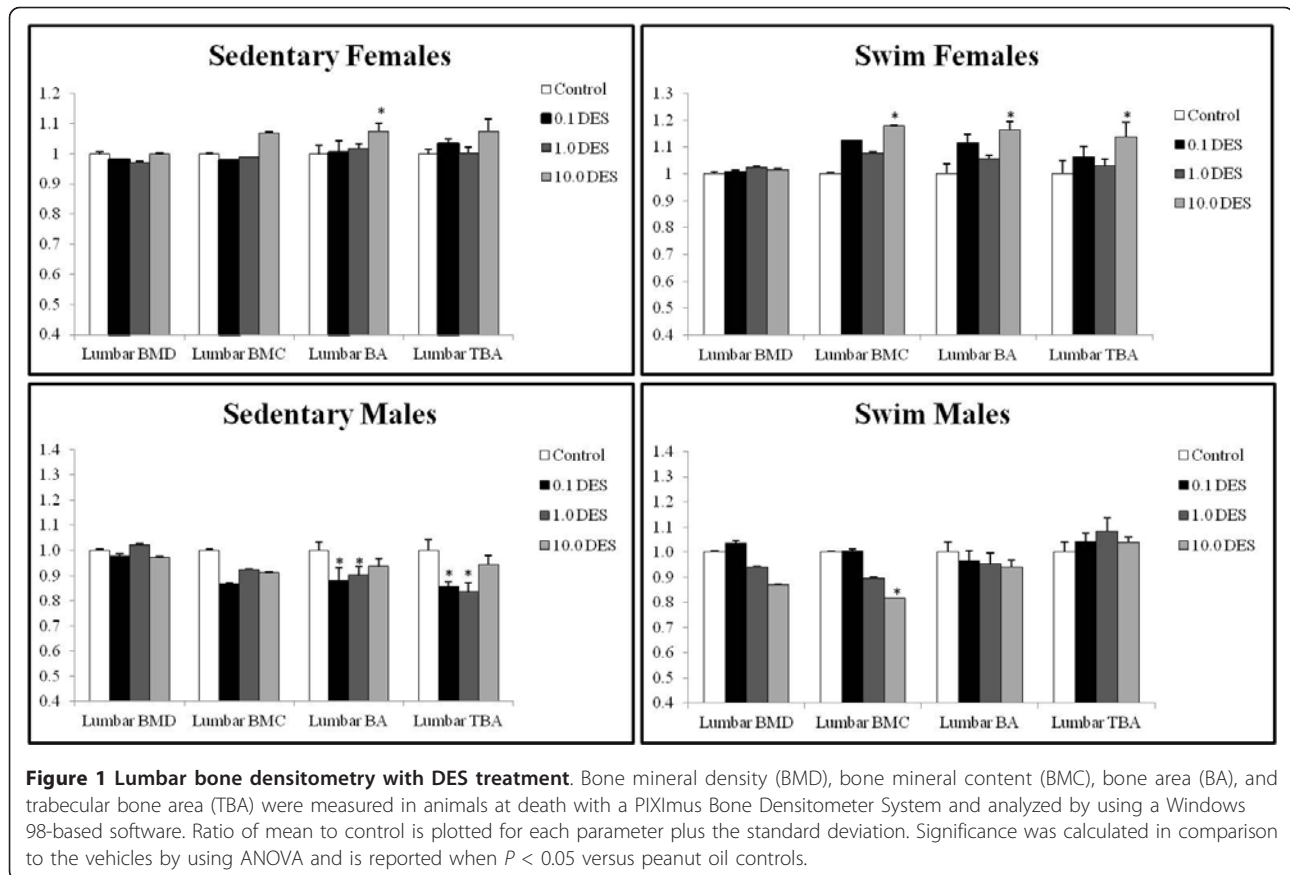 Sedentary Females
1.2
1.1
1
0.9
0.8
0.7
0.6
0.5
0.4
*
Control
0.1 DES
1.0 DES
10.0 DES
Lumbar BMD Lumbar BMC Lumbar BA Lumbar TBA
Swim Females
1.3
1.2
1.1
1
0.9
0.8
0.7
0.6
0.5
0.4
* * *
Control
0.1 DES
1.0 DES
10.0 DES
Lumbar BMD Lumbar BMC Lumbar BA Lumbar TBA
Sedentary Males
1.4
1.3
1.2
1.1
1.0
0.9
0.8
0.7
0.6
0.5
0.4
* * * *
Control
0.1 DES
1.0 DES
10.0 DES
Lumbar BMD Lumbar BMC Lumbar BA Lumbar TBA
Swim Males
1.4
1.3
1.2
1.1
1.0
0.9
0.8
0.7
0.6
0.5
0.4
*
Control
0.1 DES
1.0 DES
10.0 DES
Lumbar BMD Lumbar BMC Lumbar BA Lumbar TBA
Figure 1 Lumbar bone densitometry with DES treatment. Bone mineral density (BMD), bone mineral content (BMC), bone area (BA), and
trabecular bone area (TBA) were measured in animals at death with a PIXImus Bone Densitometer System and analyzed by using a Windows
98-based software. Ratio of mean to control is plotted for each parameter plus the standard deviation. Significance was calculated in comparison
to the vehicles by using ANOVA and is reported when P < 0.05 versus peanut oil controls.